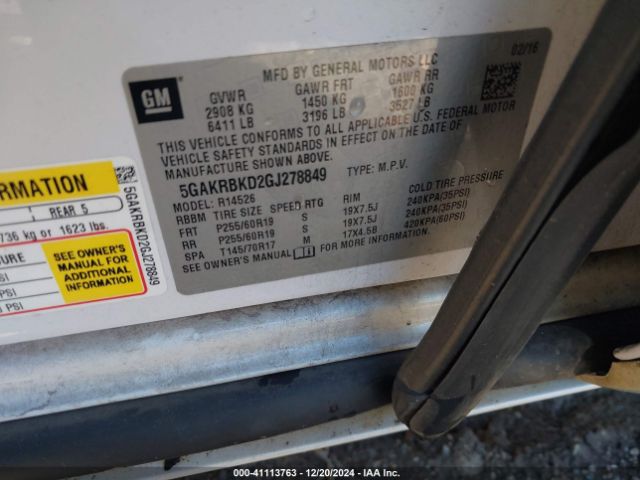 MFD BY GENERAL MOTORS LLC
02/16
GM
GVWR GAWR FRT GAWR RR
2908 KG 1450 KG 1600 KG
6411 LB 3196 LB 3527 LB
THIS VEHICLE CONFORMS TO ALL APPLICABLE U.S. FEDERAL MOTOR
VEHICLE SAFETY STANDARDS IN EFFECT ON THE DATE OF
MANUFACTURE SHOWN ABOVE.
5GAKRBKD2GJ278849 TYPE: M.P.V.
MODEL: R14526
RBBM TIRE SIZE SPEED RTG RIM COLD TIRE PRESSURE
FRT P255/60R19 S 19X7.5J 240KPA(35PSI)
RR P255/60R19 S 19X7.5J 240KPA(35PSI)
SPA T145/70R17 M 17X4.5B 420KPA(60PSI)
SEE OWNER'S MANUAL
FORMATION
REAR 5
736 kg or 1623 lbs.
SEE OWNER'S
MANUAL FOR
ADDITIONAL
INFORMATION
URE
PSI
PSI
PSI
5GAKRBKD2GJ278849
000-41113763 - 12/20/2024 - IAA Inc.